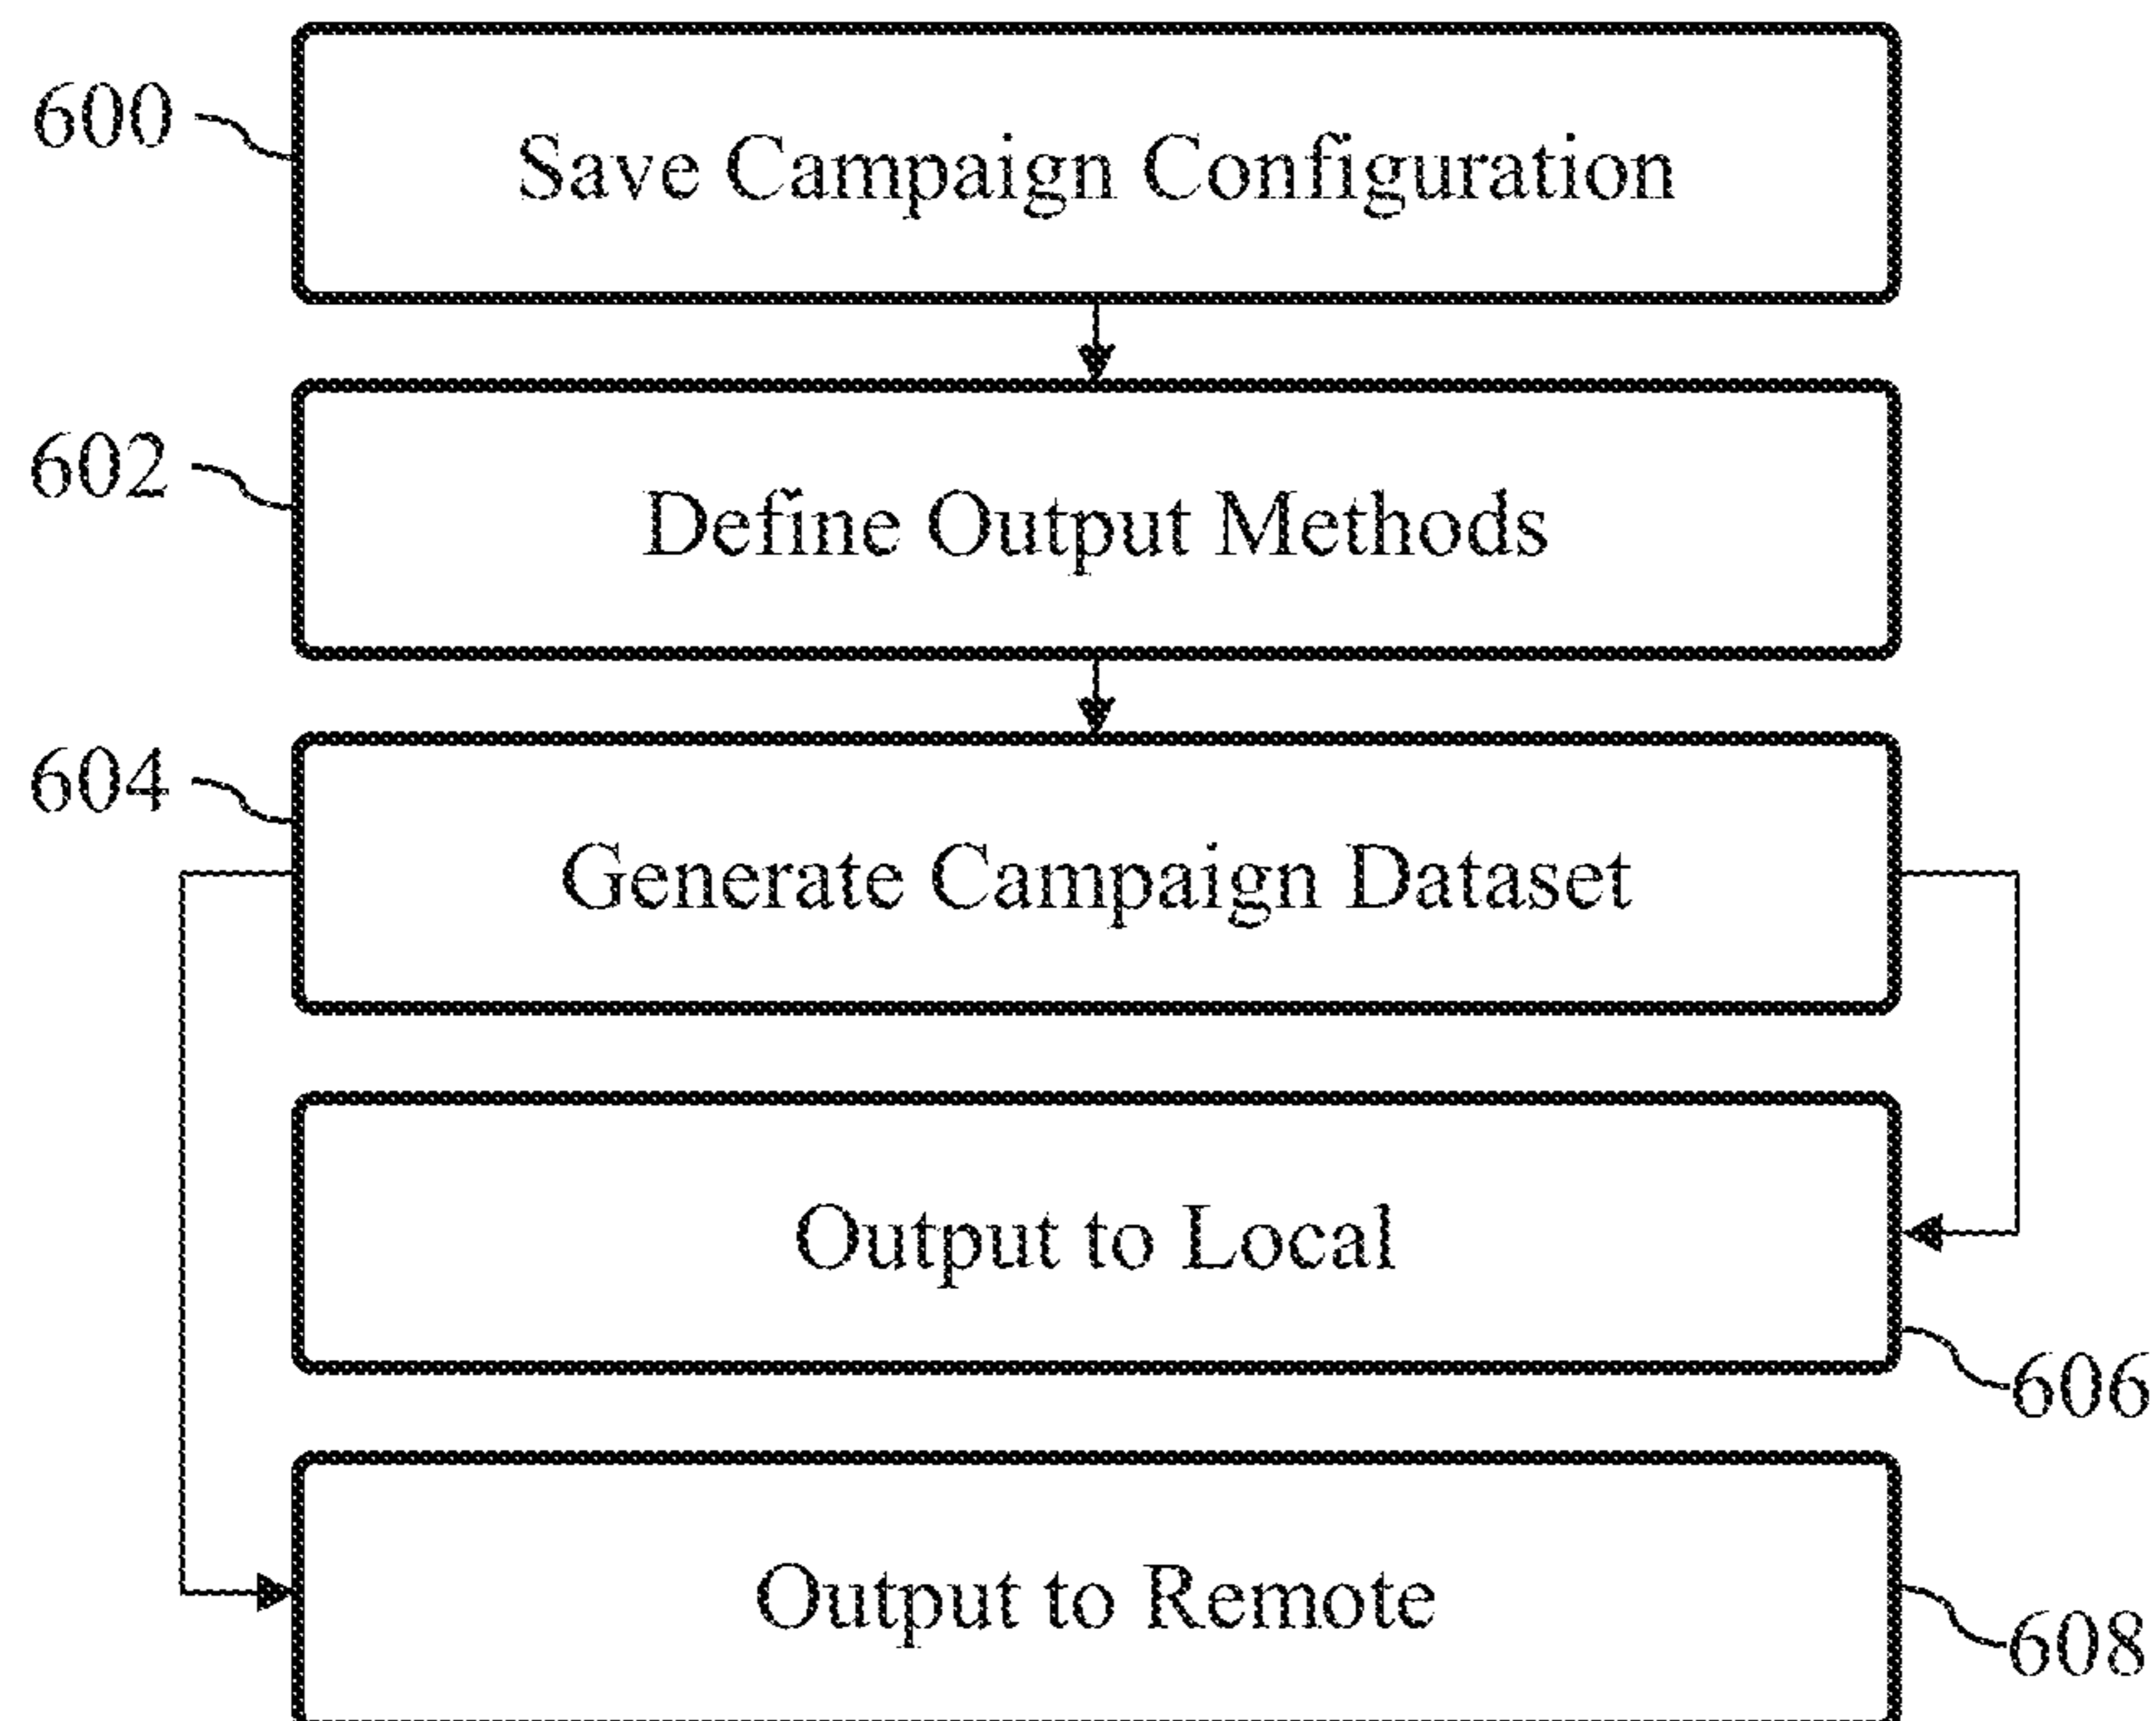 600
Save Campaign Configuration
602
Define Output Methods
604
Generate Campaign Dataset
Output to Local
606
Output to Remote
608